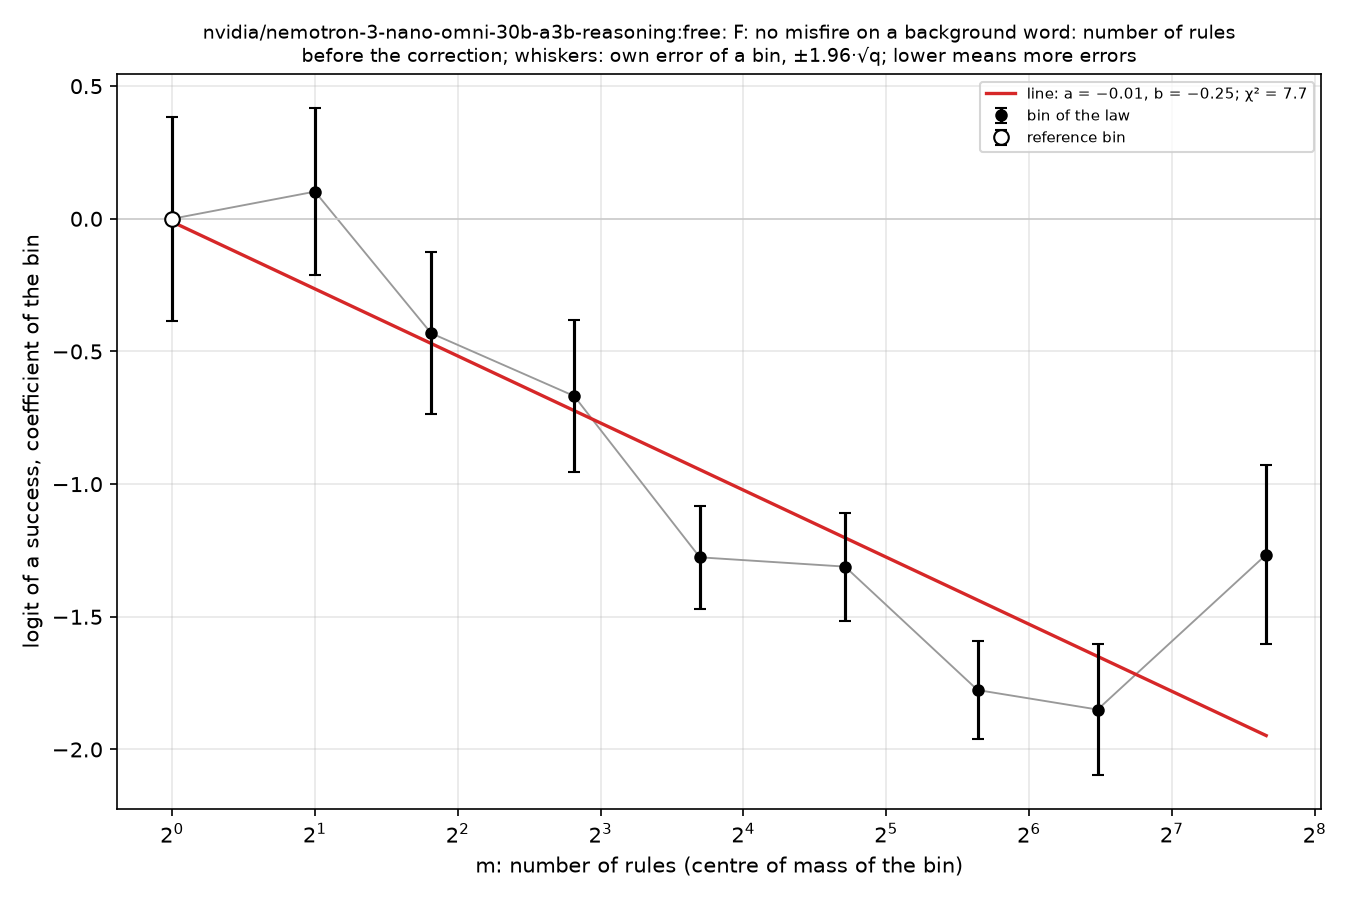 nvidia/nemotron-3-nano-omni-30b-a3b-reasoning:free: F: no misfire on a background word: number of rules
before the correction; whiskers: own error of a bin, ±1.96·√q; lower means more errors
line: a = −0.01, b = −0.25; χ² = 7.7
bin of the law
reference bin
logit of a success, coefficient of the bin
0.5
0.0
−0.5
−1.0
−1.5
−2.0
2⁰ 2¹ 2² 2³ 2⁴ 2⁵ 2⁶ 2⁷ 2⁸
m: number of rules (centre of mass of the bin)